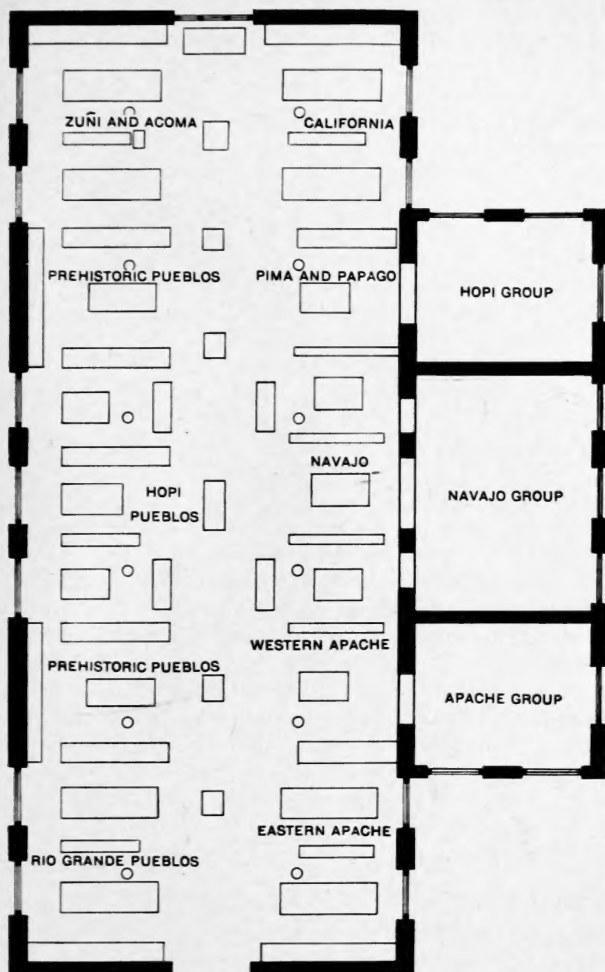 ZUÑI AND ACOMA
CALIFORNIA
PREHISTORIC PUEBLOS
PIMA AND PAPAGO
HOPI GROUP
NAVAJO
HOPI
PUEBLOS
NAVAJO GROUP
WESTERN APACHE
PREHISTORIC PUEBLOS
APACHE GROUP
EASTERN APACHE
RIO GRANDE PUEBLOS